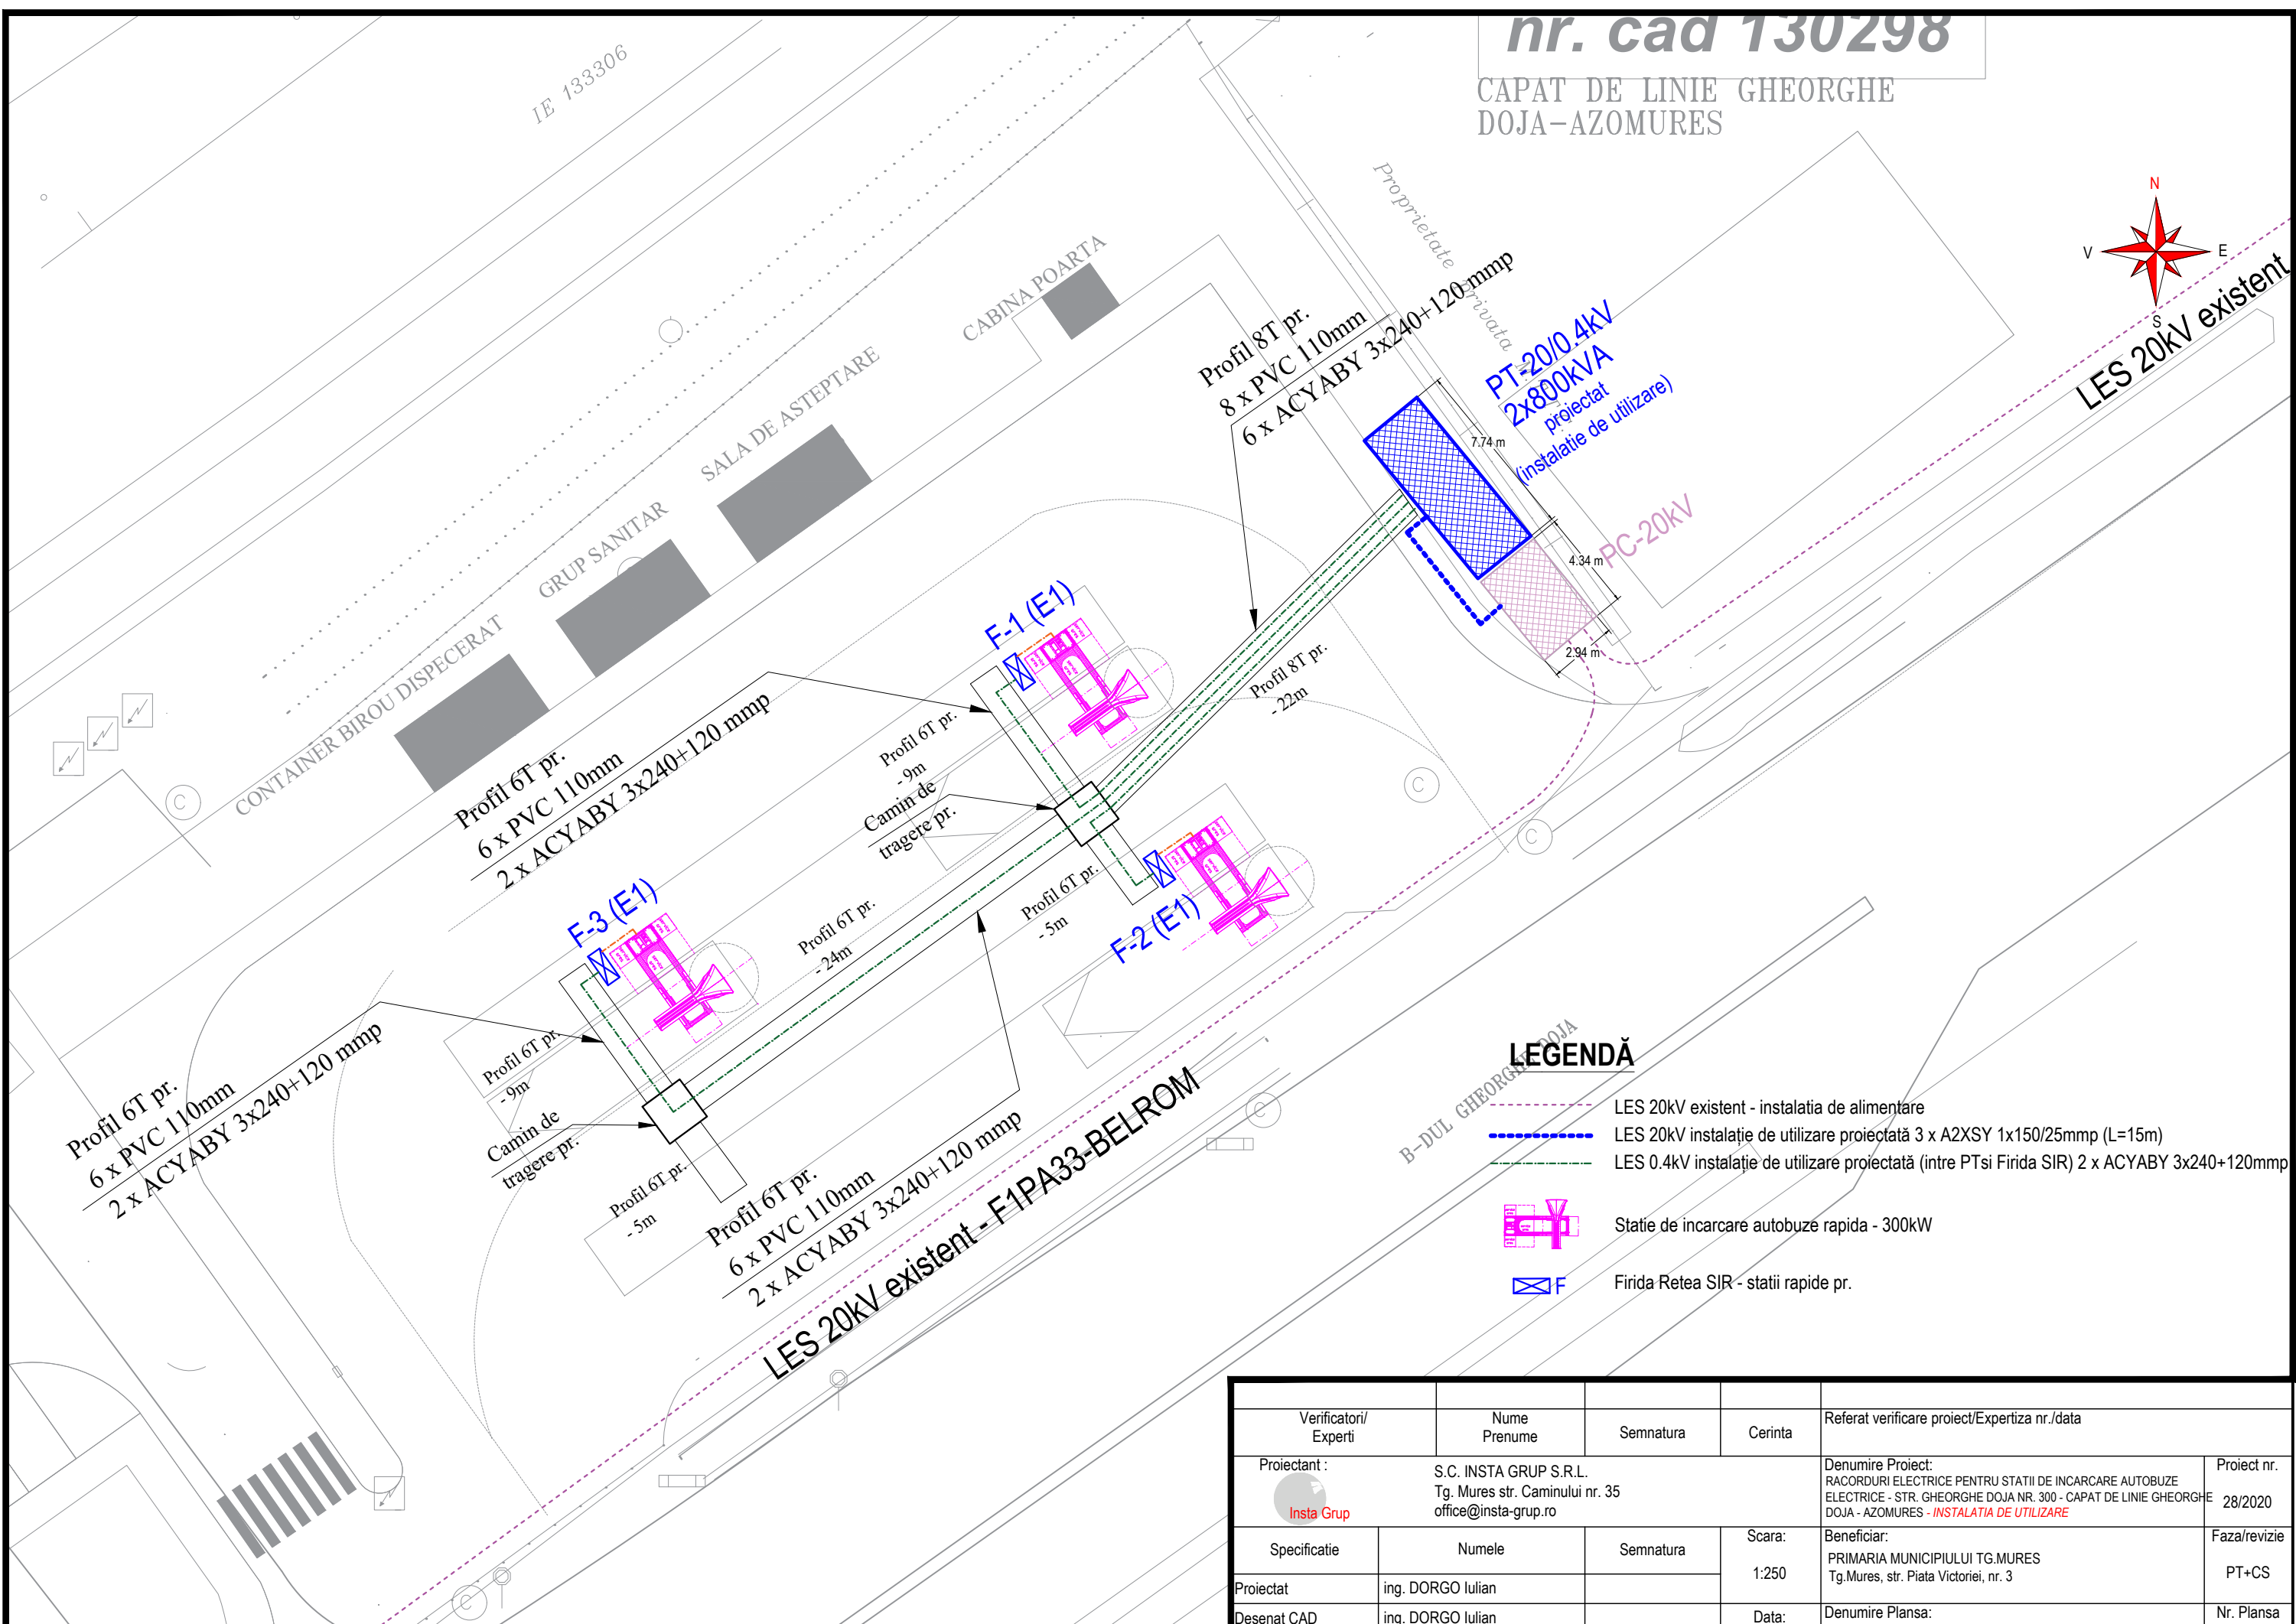 nr. cad 130298
CAPAT DE LINIE GHEORGHE
DOJA-AZOMURES
IE 133306
Proprietate privata
N
V
E
S
LES 20kV existent
CABINA POARTA
SALA DE ASTEPTARE
GRUP SANITAR
CONTAINER BIROU DISPECERAT
Profil 8T pr.
8 x PVC 110mm
6 x ACYABY 3x240+120 mmp
PT-20/0.4kV
2x800kVA
proiectat
(instalatie de utilizare)
7.74 m
4.34 m
2.94 m
PC-20kV
F-1 (E1)
Profil 8T pr.
- 22m
Profil 6T pr.
- 9m
Camin de
tragere pr.
Profil 6T pr.
6 x PVC 110mm
2 x ACYABY 3x240+120 mmp
C
C
C
F-3 (E1)
F-2 (E1)
Profil 6T pr.
- 24m
Profil 6T pr.
- 5m
Profil 6T pr.
6 x PVC 110mm
2 x ACYABY 3x240+120 mmp
Profil 6T pr.
- 9m
Camin de
tragere pr.
Profil 6T pr.
- 5m
Profil 6T pr.
6 x PVC 110mm
2 x ACYABY 3x240+120 mmp
LES 20kV existent - F1PA33-BELROM
C
C
B-DUL GHEORGHE DOJA
LEGENDĂ
LES 20kV existent - instalatia de alimentare
LES 20kV instalație de utilizare proiectată 3 x A2XSY 1x150/25mmp (L=15m)
LES 0.4kV instalație de utilizare proiectată (intre PTsi Firida SIR) 2 x ACYABY 3x240+120mmp
Statie de incarcare autobuze rapida - 300kW
F
Firida Retea SIR - statii rapide pr.
Verificatori/
Experti
Nume
Prenume
Semnatura
Cerinta
Referat verificare proiect/Expertiza nr./data
Proiectant :
Insta Grup
S.C. INSTA GRUP S.R.L.
Tg. Mures str. Caminului nr. 35
office@insta-grup.ro
Denumire Proiect:
RACORDURI ELECTRICE PENTRU STATII DE INCARCARE AUTOBUZE
ELECTRICE - STR. GHEORGHE DOJA NR. 300 - CAPAT DE LINIE GHEORGHE
DOJA - AZOMURES - INSTALATIA DE UTILIZARE
Proiect nr.
28/2020
Specificatie
Numele
Semnatura
Scara:
1:250
Beneficiar:
PRIMARIA MUNICIPIULUI TG.MURES
Tg.Mures, str. Piata Victoriei, nr. 3
Faza/revizie
PT+CS
Proiectat
ing. DORGO Iulian
Desenat CAD
ing. DORGO Iulian
Data:
Denumire Plansa:
Nr. Plansa